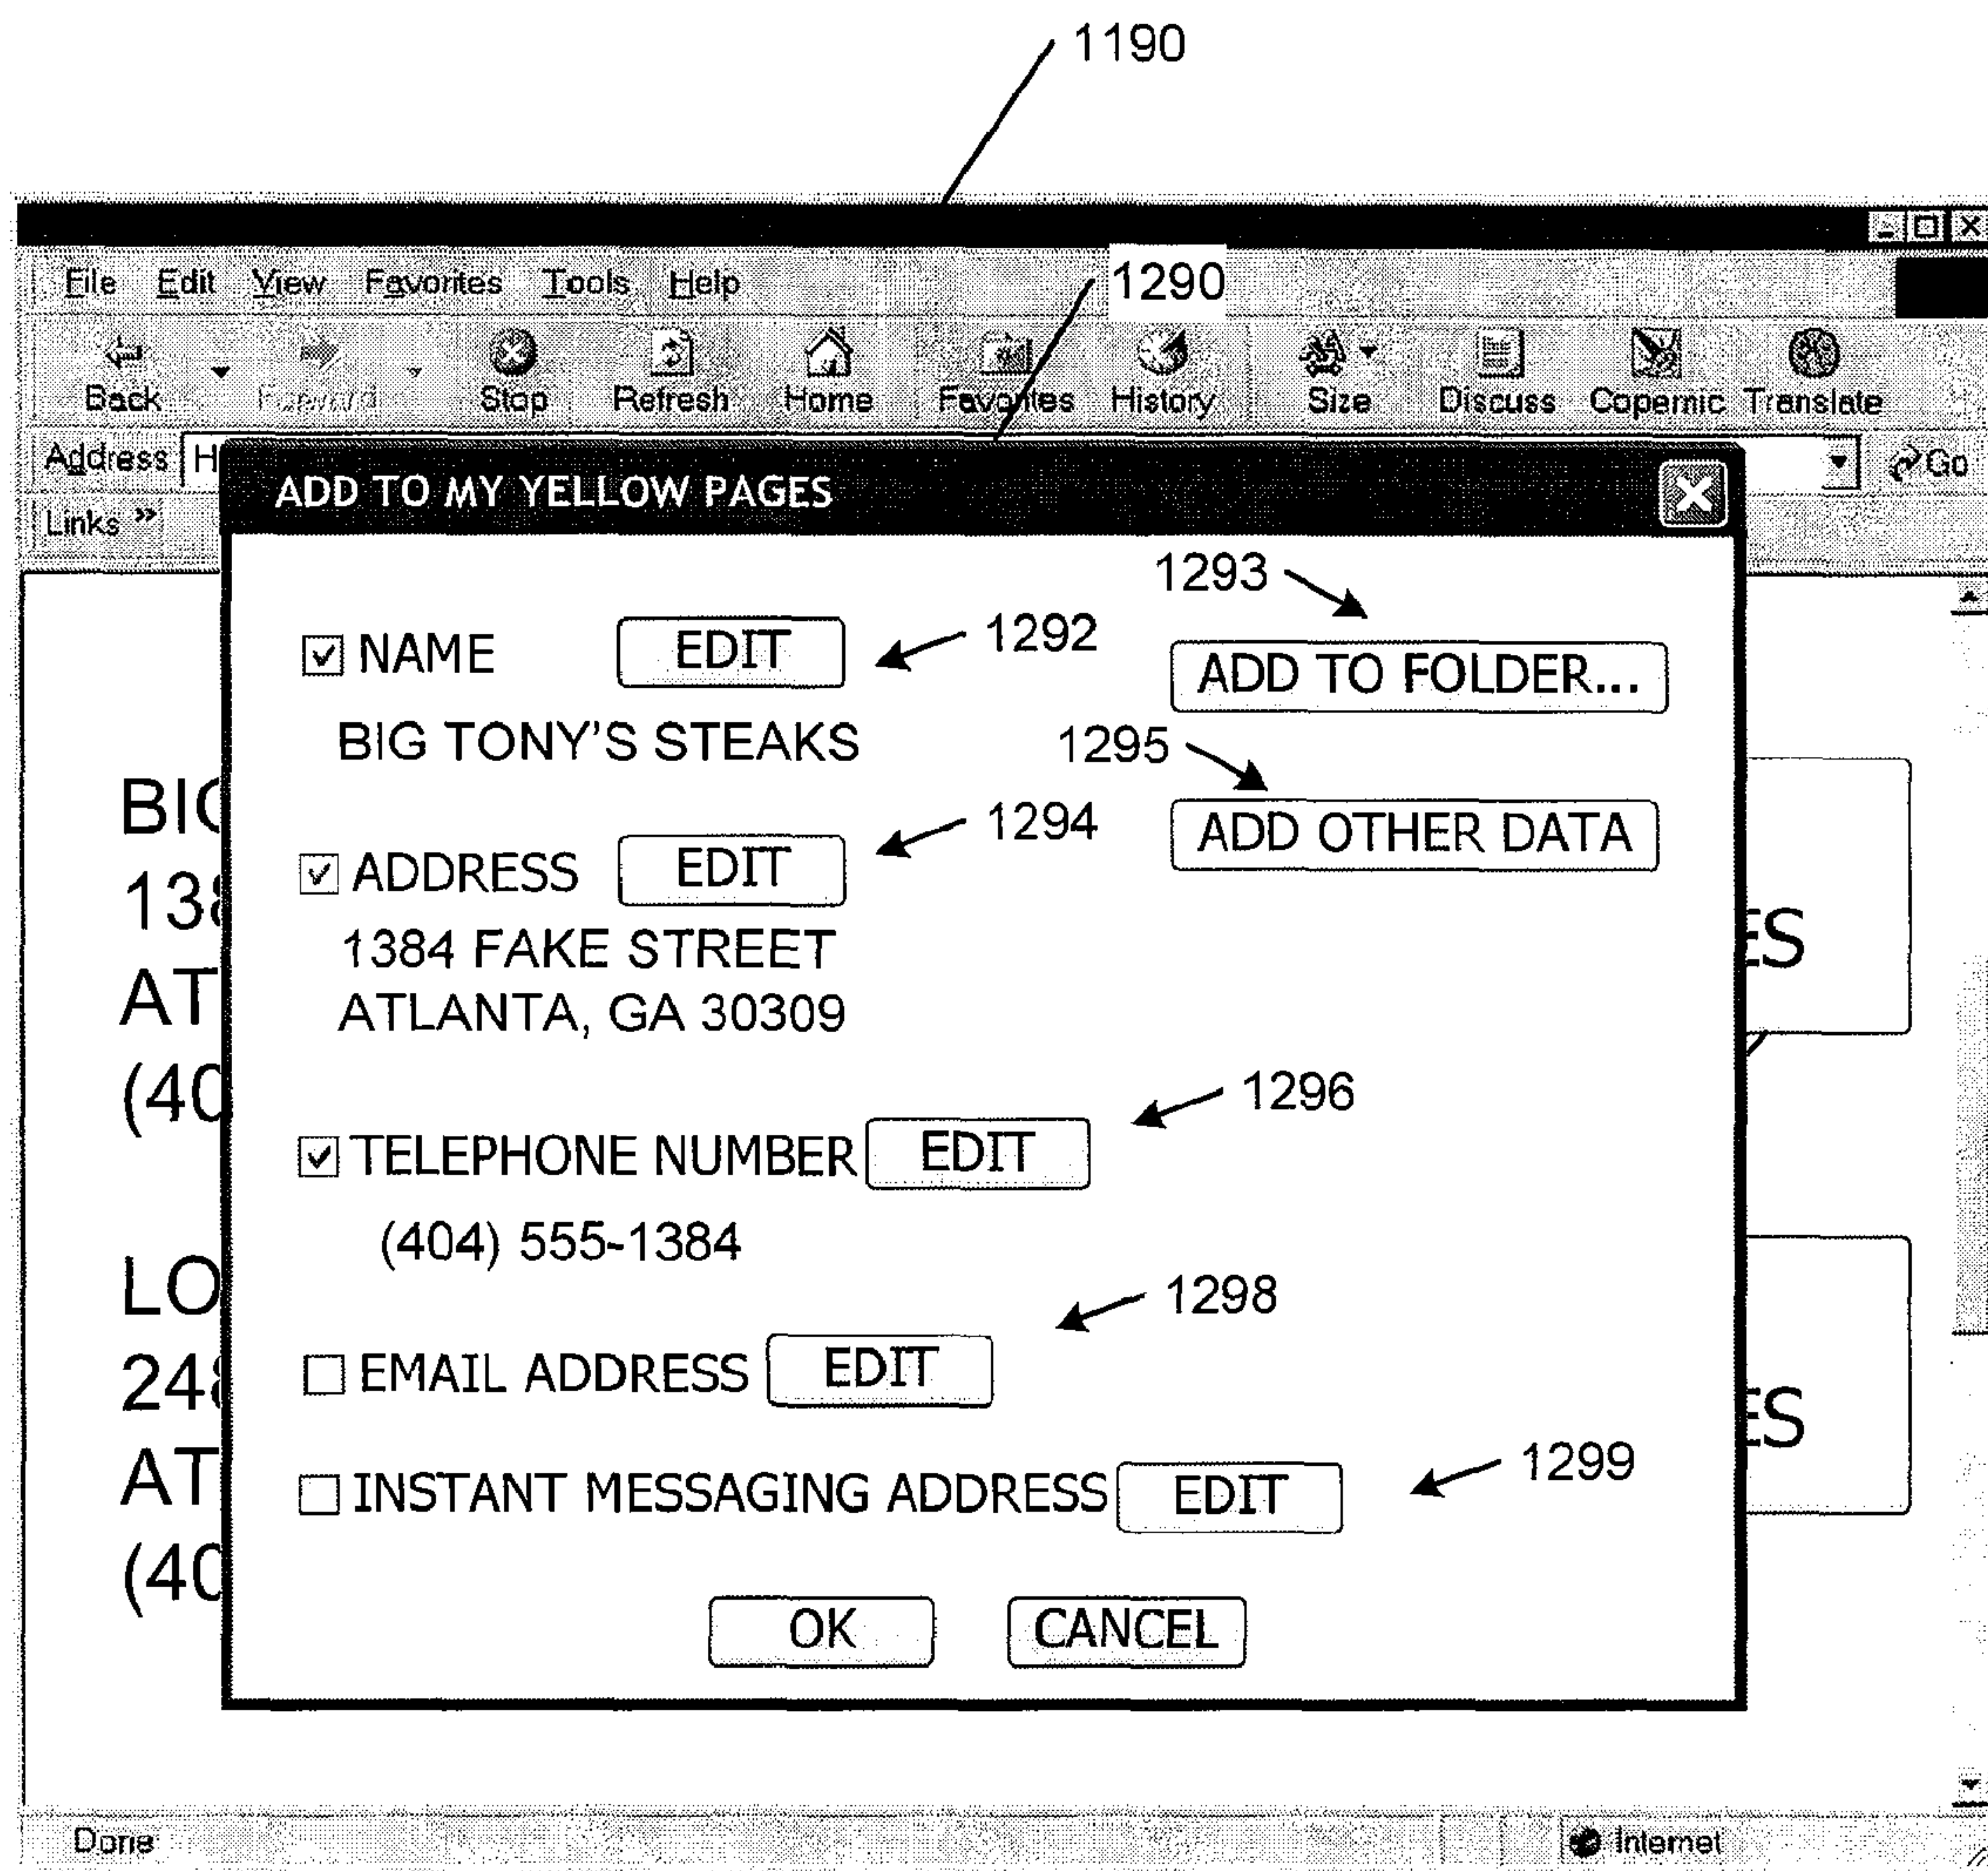 1190
File Edit View Favorites Tools Help
1290
Back Forward Stop Refresh Home Favorites History Size Discuss Copernic Translate
Address H Go
Links »
ADD TO MY YELLOW PAGES
1293
NAME EDIT 1292
ADD TO FOLDER...
BIG TONY'S STEAKS
1295
ADD OTHER DATA
ADDRESS EDIT 1294
1384 FAKE STREET
ATLANTA, GA 30309
1296
TELEPHONE NUMBER EDIT
(404) 555-1384
1298
EMAIL ADDRESS EDIT
1299
INSTANT MESSAGING ADDRESS EDIT
OK CANCEL
BIG
138
AT
(40
ES
LO
248
AT
(40
ES
Done Internet